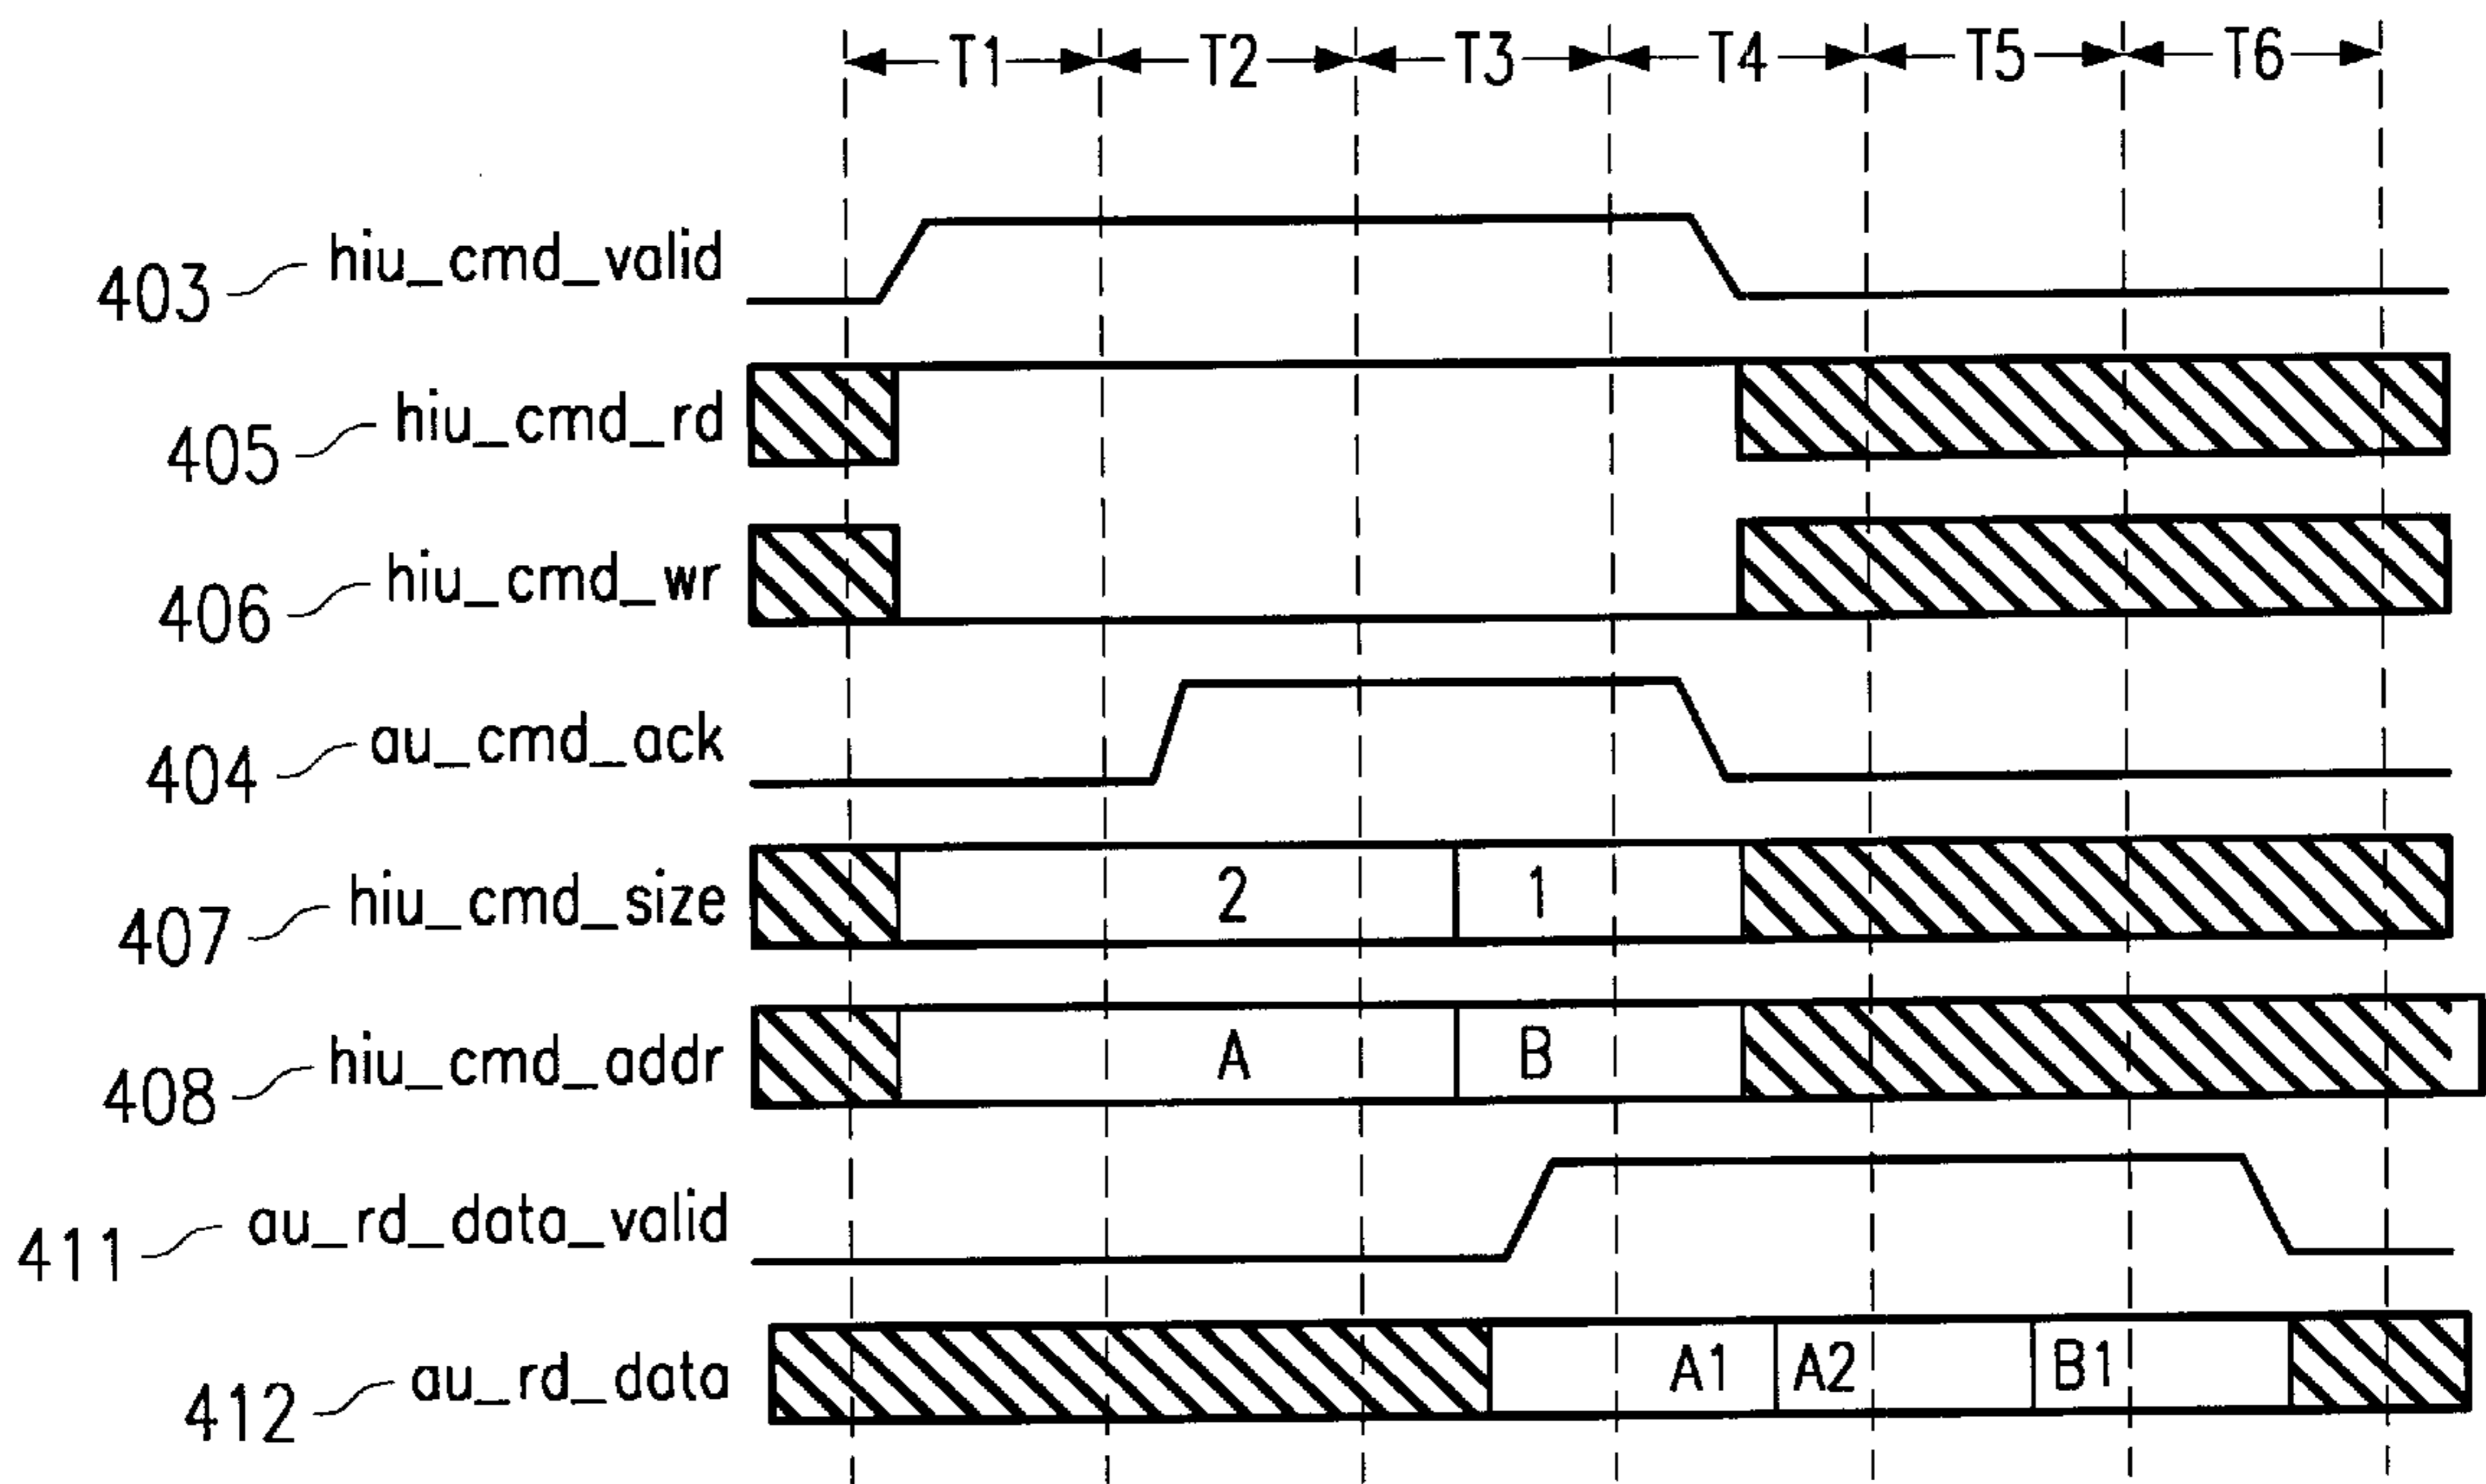 T1 T2 T3 T4 T5 T6
403 hiu_cmd_valid
405 hiu_cmd_rd
406 hiu_cmd_wr
404 au_cmd_ack
407 hiu_cmd_size 2 1
408 hiu_cmd_addr A B
411 au_rd_data_valid
412 au_rd_data A1 A2 B1